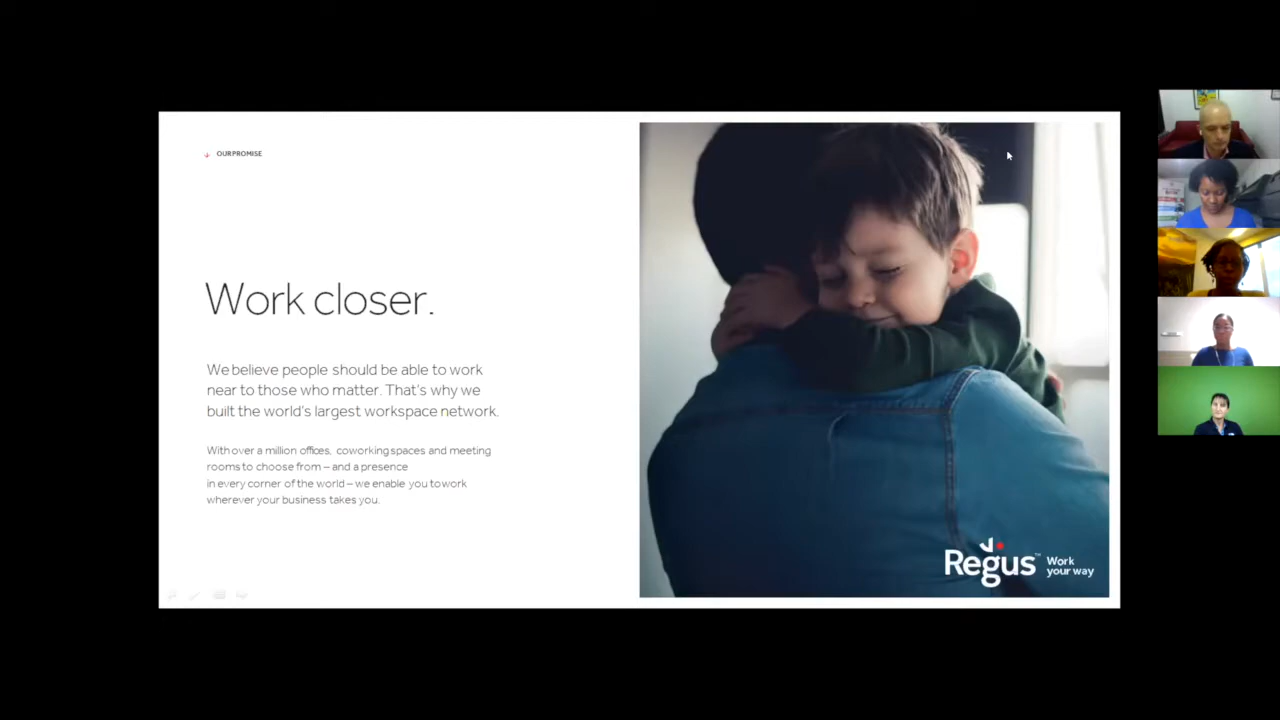 OUR PROMISE
Work closer.
We believe people should be able to work
near to those who matter. That's why we
built the world's largest workspace network.
With over a million offices, coworking spaces and meeting
rooms to choose from – and a presence
in every corner of the world – we enable you to work
wherever your business takes you.
Regus™
Work
your way